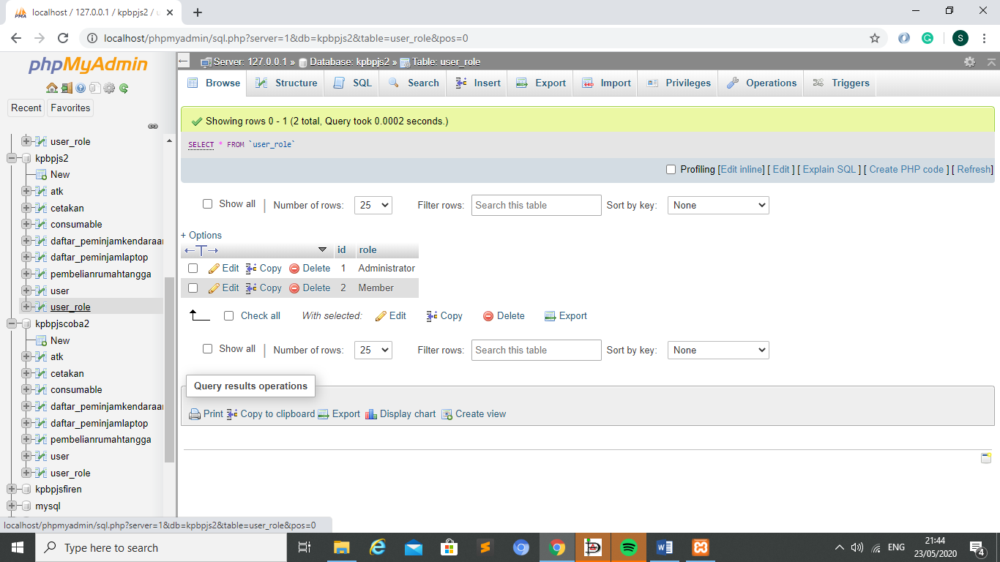 localhost / 127.0.0.1 / kpbpjs2 / u
localhost/phpmyadmin/sql.php?server=1&db=kpbpjs2&table=user_role&pos=0
S
phpMyAdmin
Recent
Favorites
user_role
kpbpjs2
New
atk
cetakan
consumable
daftar_peminjamkendaraan
daftar_peminjamlaptop
pembelianrumahtangga
user
user_role
kpbpjscoba2
New
atk
cetakan
consumable
daftar_peminjamkendaraan
daftar_peminjamlaptop
pembelianrumahtangga
user
user_role
kpbpjsfiren
mysql
localhost/phpmyadmin/sql.php?server=1&db=kpbpjs2&table=user_role&pos=0
Server: 127.0.0.1 » Database: kpbpjs2 » Table: user_role
Browse Structure SQL Search Insert Export Import Privileges Operations Triggers
Showing rows 0 - 1 (2 total, Query took 0.0002 seconds.)
SELECT * FROM `user_role`
Profiling [Edit inline] [ Edit ] [ Explain SQL ] [ Create PHP code ] [ Refresh]
Show all | Number of rows: 25 Filter rows: Search this table Sort by key: None
+ Options
←T→ id role
Edit Copy Delete 1 Administrator
Edit Copy Delete 2 Member
Check all With selected: Edit Copy Delete Export
Show all | Number of rows: 25 Filter rows: Search this table Sort by key: None
Query results operations
Print Copy to clipboard Export Display chart Create view
Type here to search
ENG
21:44
23/05/2020
4